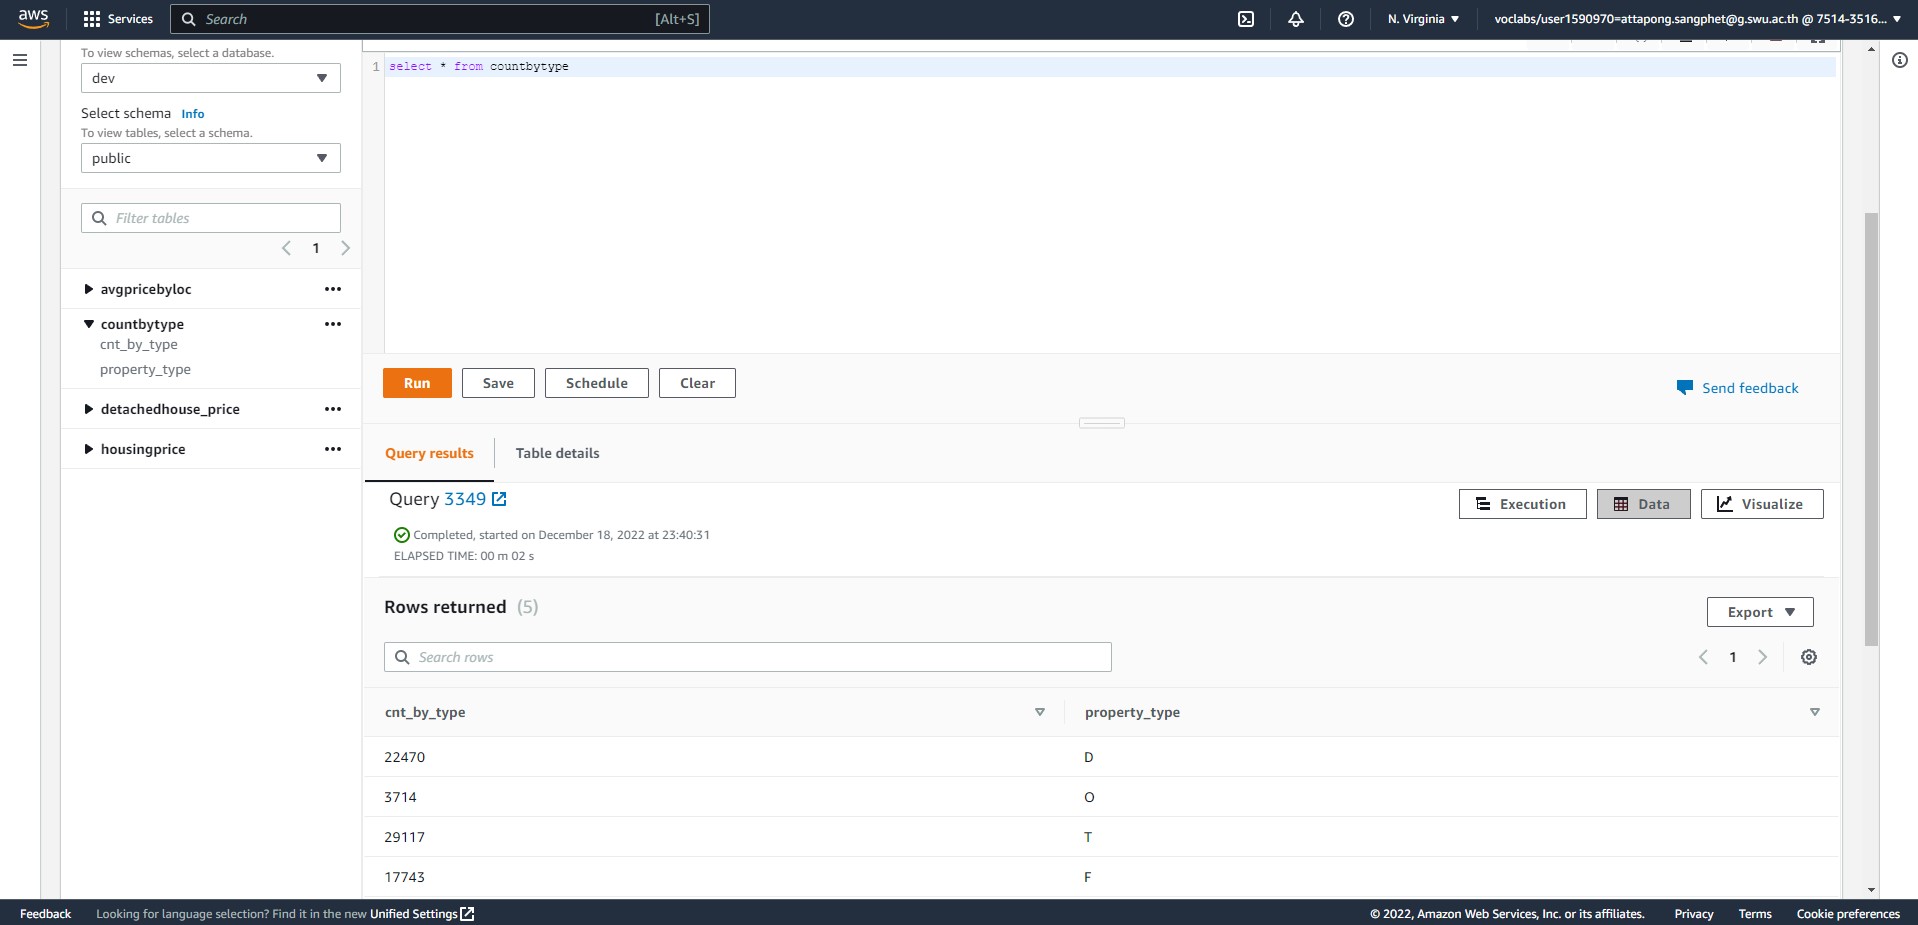 aws
Services
Search [Alt+S]
N. Virginia
voclabs/user1590970=attapong.sangphet@g.swu.ac.th @ 7514-3516...
To view schemas, select a database.
dev
Select schema Info
To view tables, select a schema.
public
Filter tables
1
avgpricebyloc
countbytype
cnt_by_type
property_type
detachedhouse_price
housingprice
1 select * from countbytype
Run
Save
Schedule
Clear
Send feedback
Query results
Table details
Query 3349
Execution
Data
Visualize
Completed, started on December 18, 2022 at 23:40:31
ELAPSED TIME: 00 m 02 s
Rows returned (5)
Export
Search rows
1
cnt_by_type property_type
22470 D
3714 O
29117 T
17743 F
Feedback
Looking for language selection? Find it in the new Unified Settings
© 2022, Amazon Web Services, Inc. or its affiliates.
Privacy
Terms
Cookie preferences